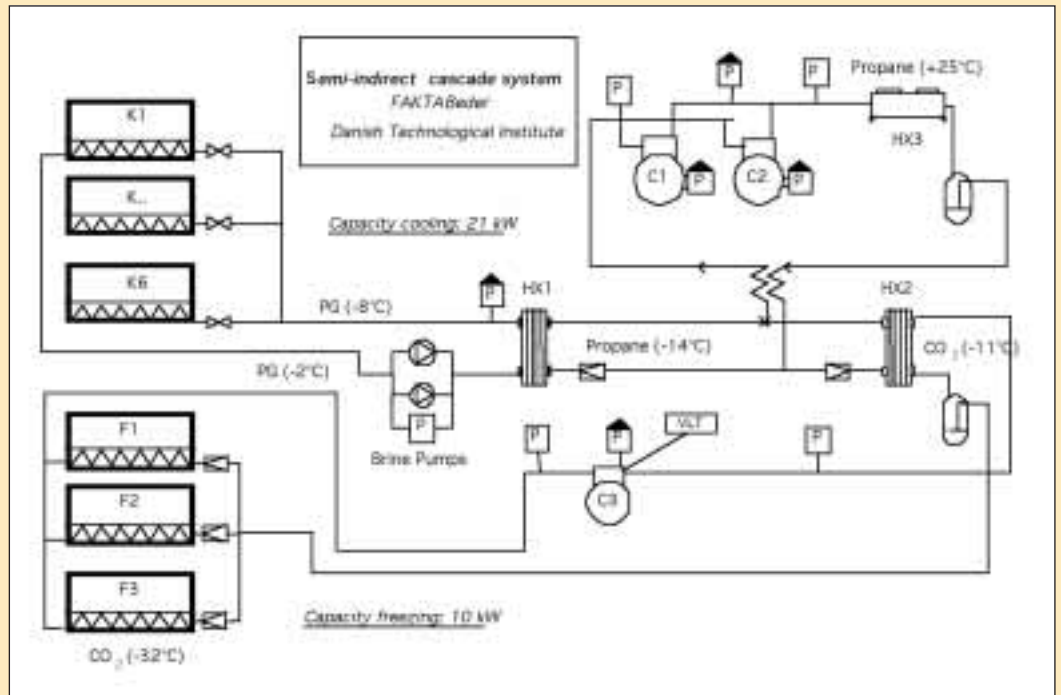 Semi-indirect cascade system
FAKTABeder
Danish Technological Institute
P
P
P
Propane (+25°C)
HX3
C1
P
C2
P
K1
K...
K6
Capacity cooling: 21 kW
PG (-8°C)
P
HX1
HX2
Propane (-14°C)
CO2 (-11°C)
PG (-2°C)
P
Brine Pumps
F1
F2
F3
P
P
VLT
P
C3
Capacity freezing: 10 kW
CO2 (-32°C)